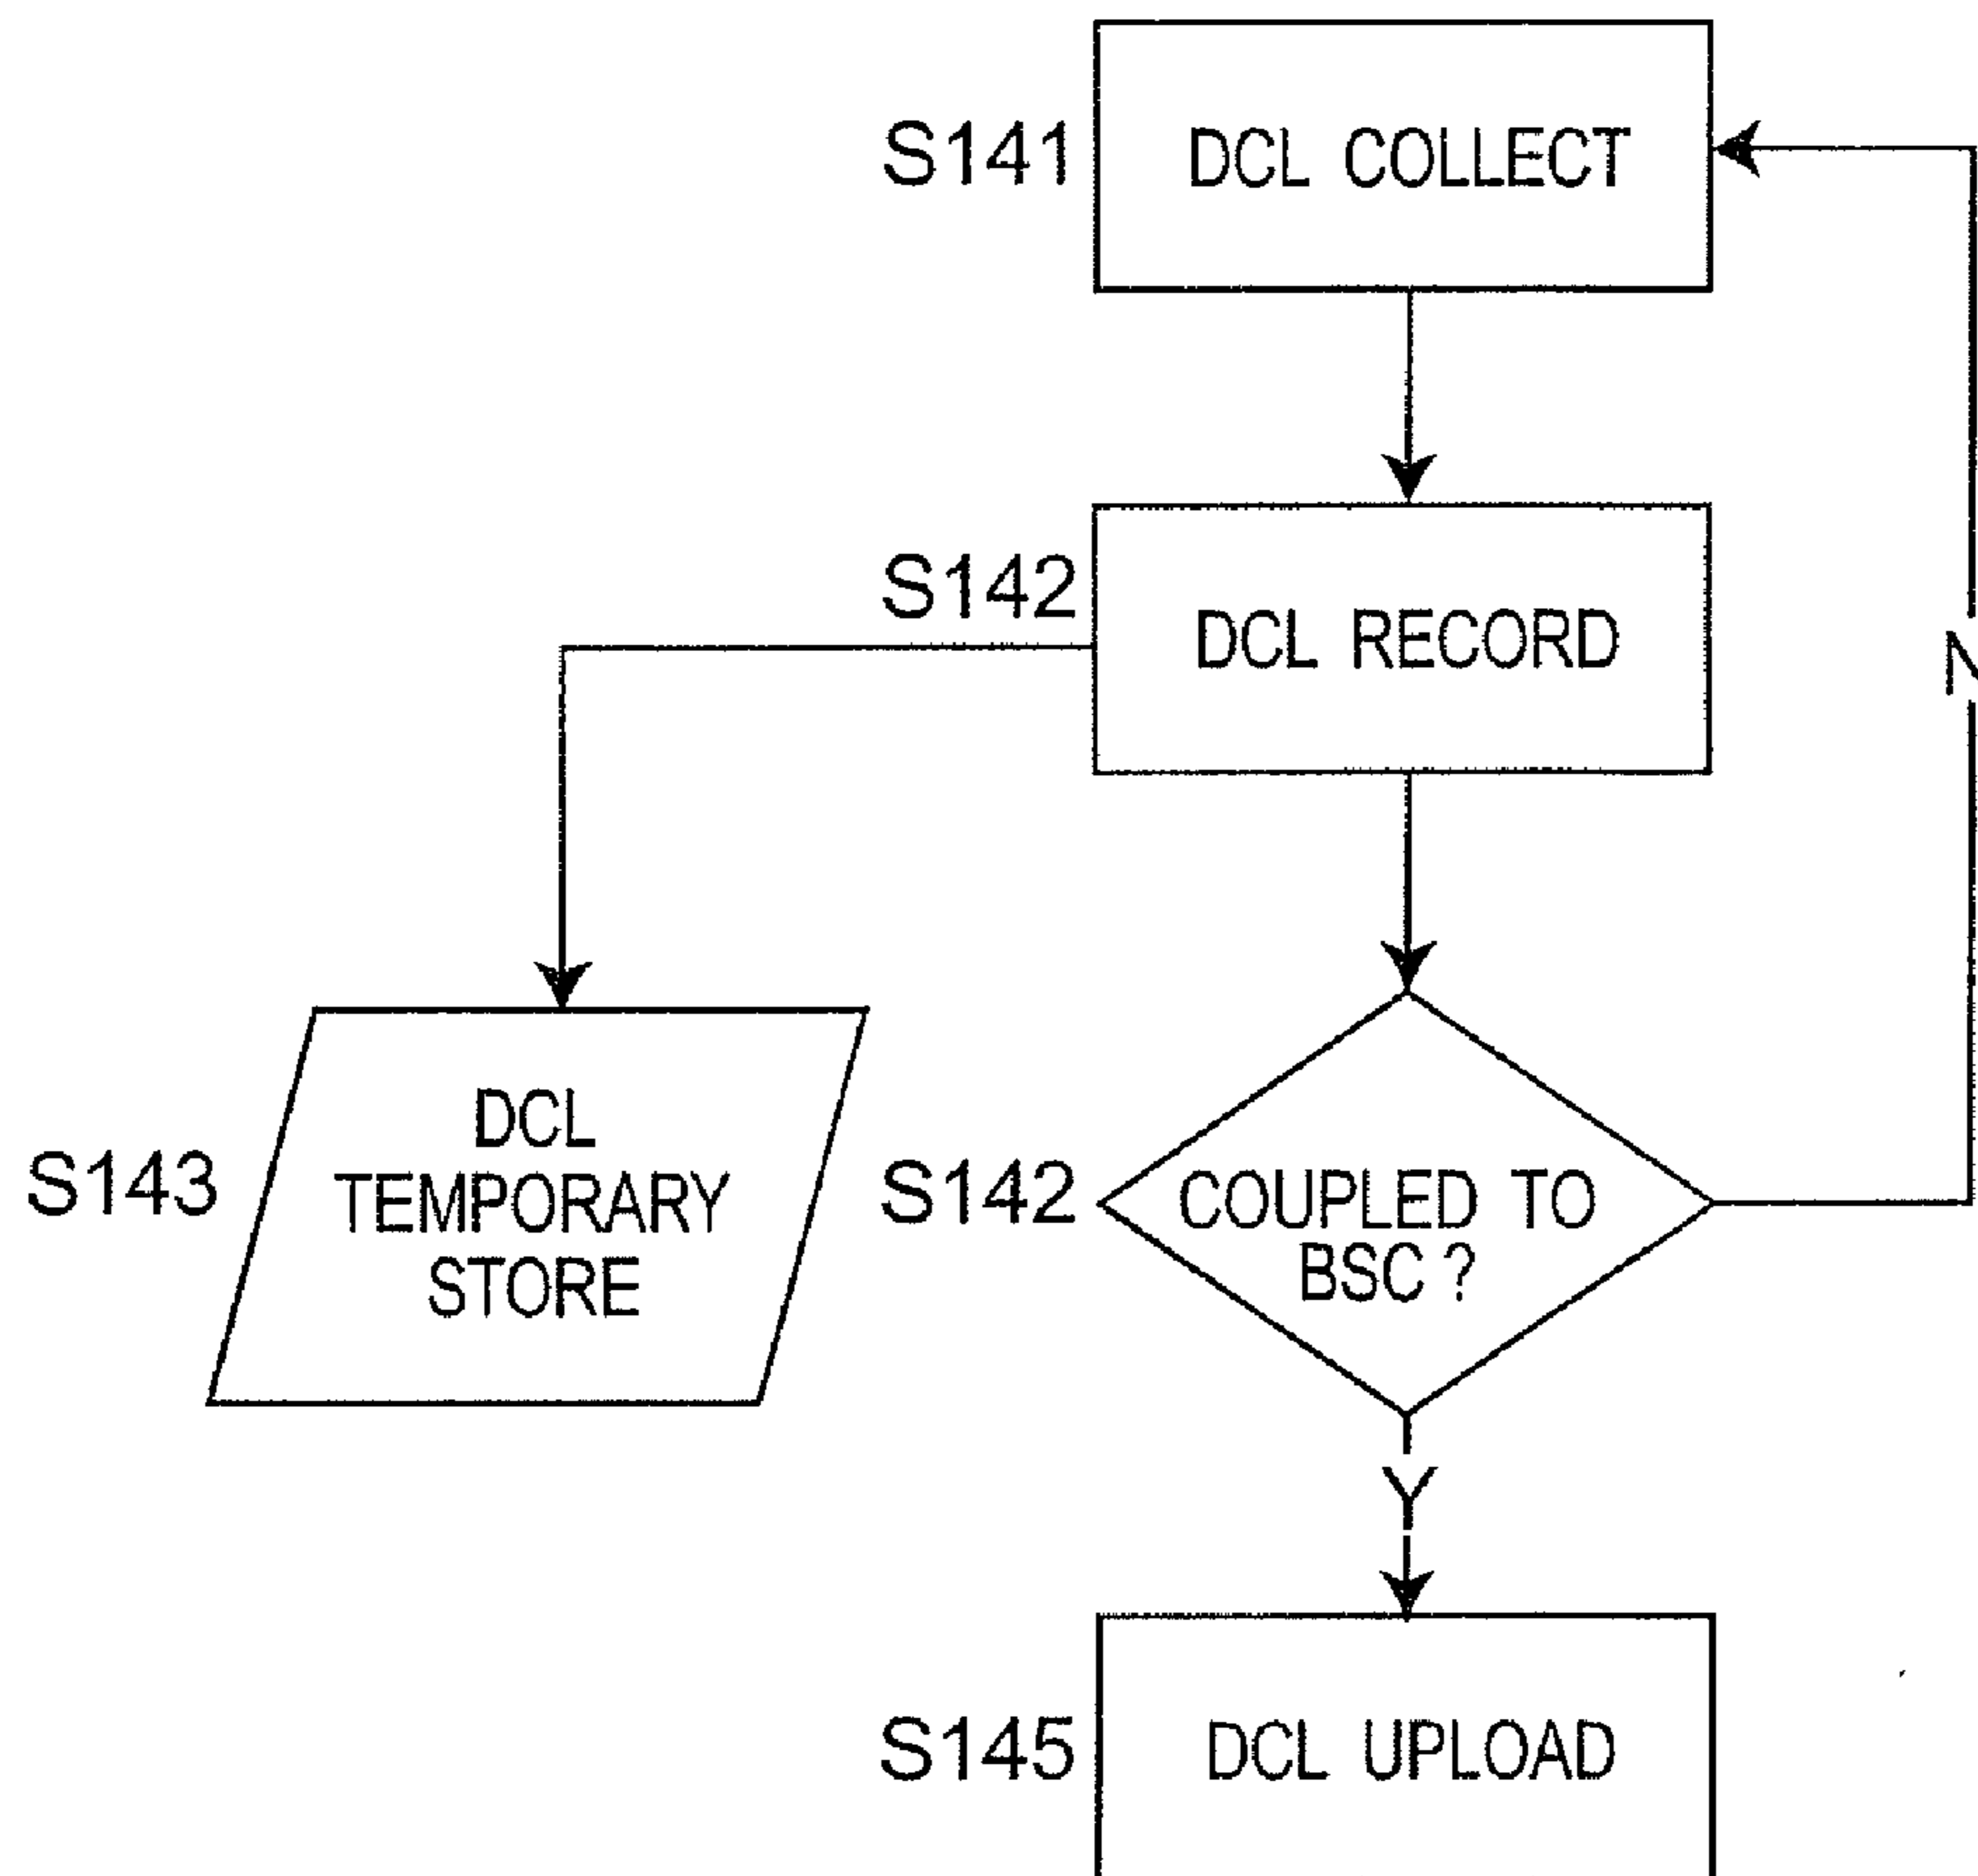 S141
DCL COLLECT
S142
DCL RECORD
N
S143
DCL
TEMPORARY
STORE
S142
COUPLED TO
BSC ?
Y
S145
DCL UPLOAD